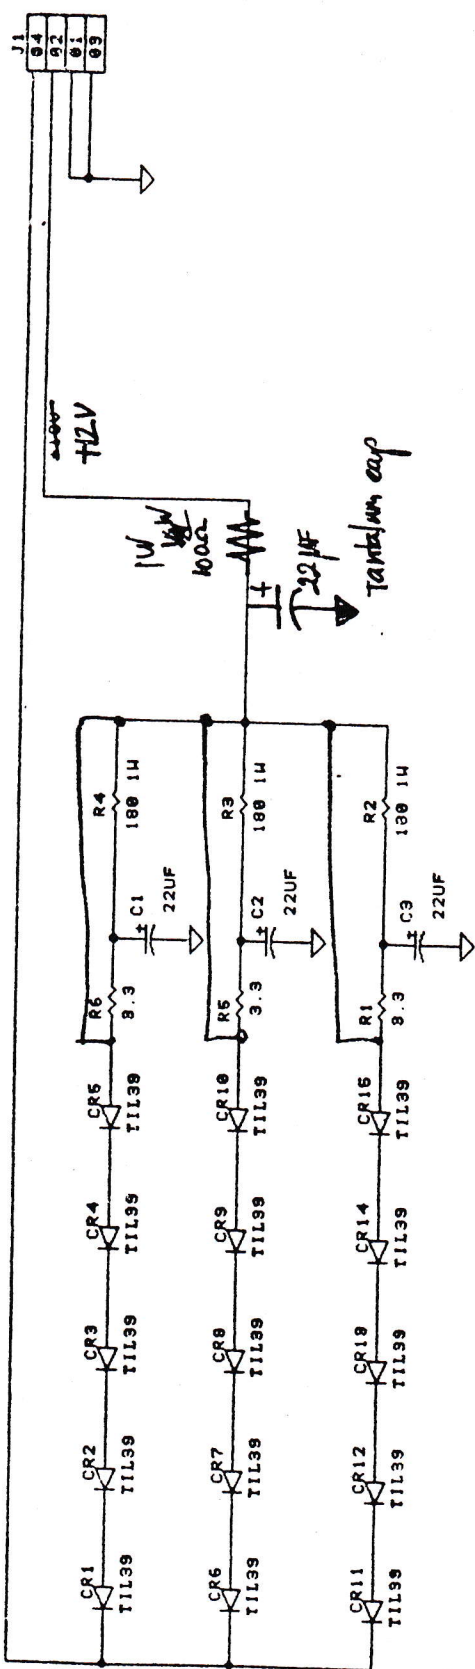 J1
04
02
01
03
+12V
1W
100Ω
+
22µF
Tantalum cap
R4
180 1W
R3
180 1W
R2
180 1W
+
C1
22UF
+
C2
22UF
+
C3
22UF
R6
3.3
R5
3.3
R1
3.3
CR5
TIL39
CR10
TIL39
CR15
TIL39
CR4
TIL39
CR9
TIL39
CR14
TIL39
CR3
TIL39
CR8
TIL39
CR13
TIL39
CR2
TIL39
CR7
TIL39
CR12
TIL39
CR1
TIL39
CR6
TIL39
CR11
TIL39